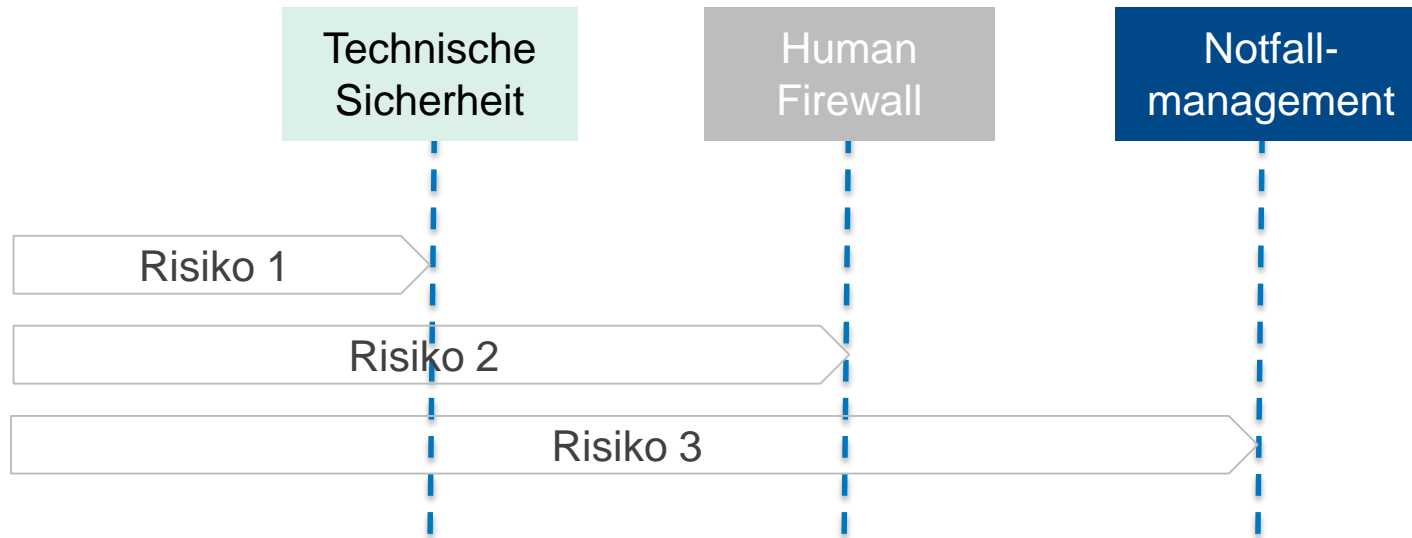 Technische
Sicherheit
Human
Firewall
Notfall-
management
Risiko 1
Risiko 2
Risiko 3